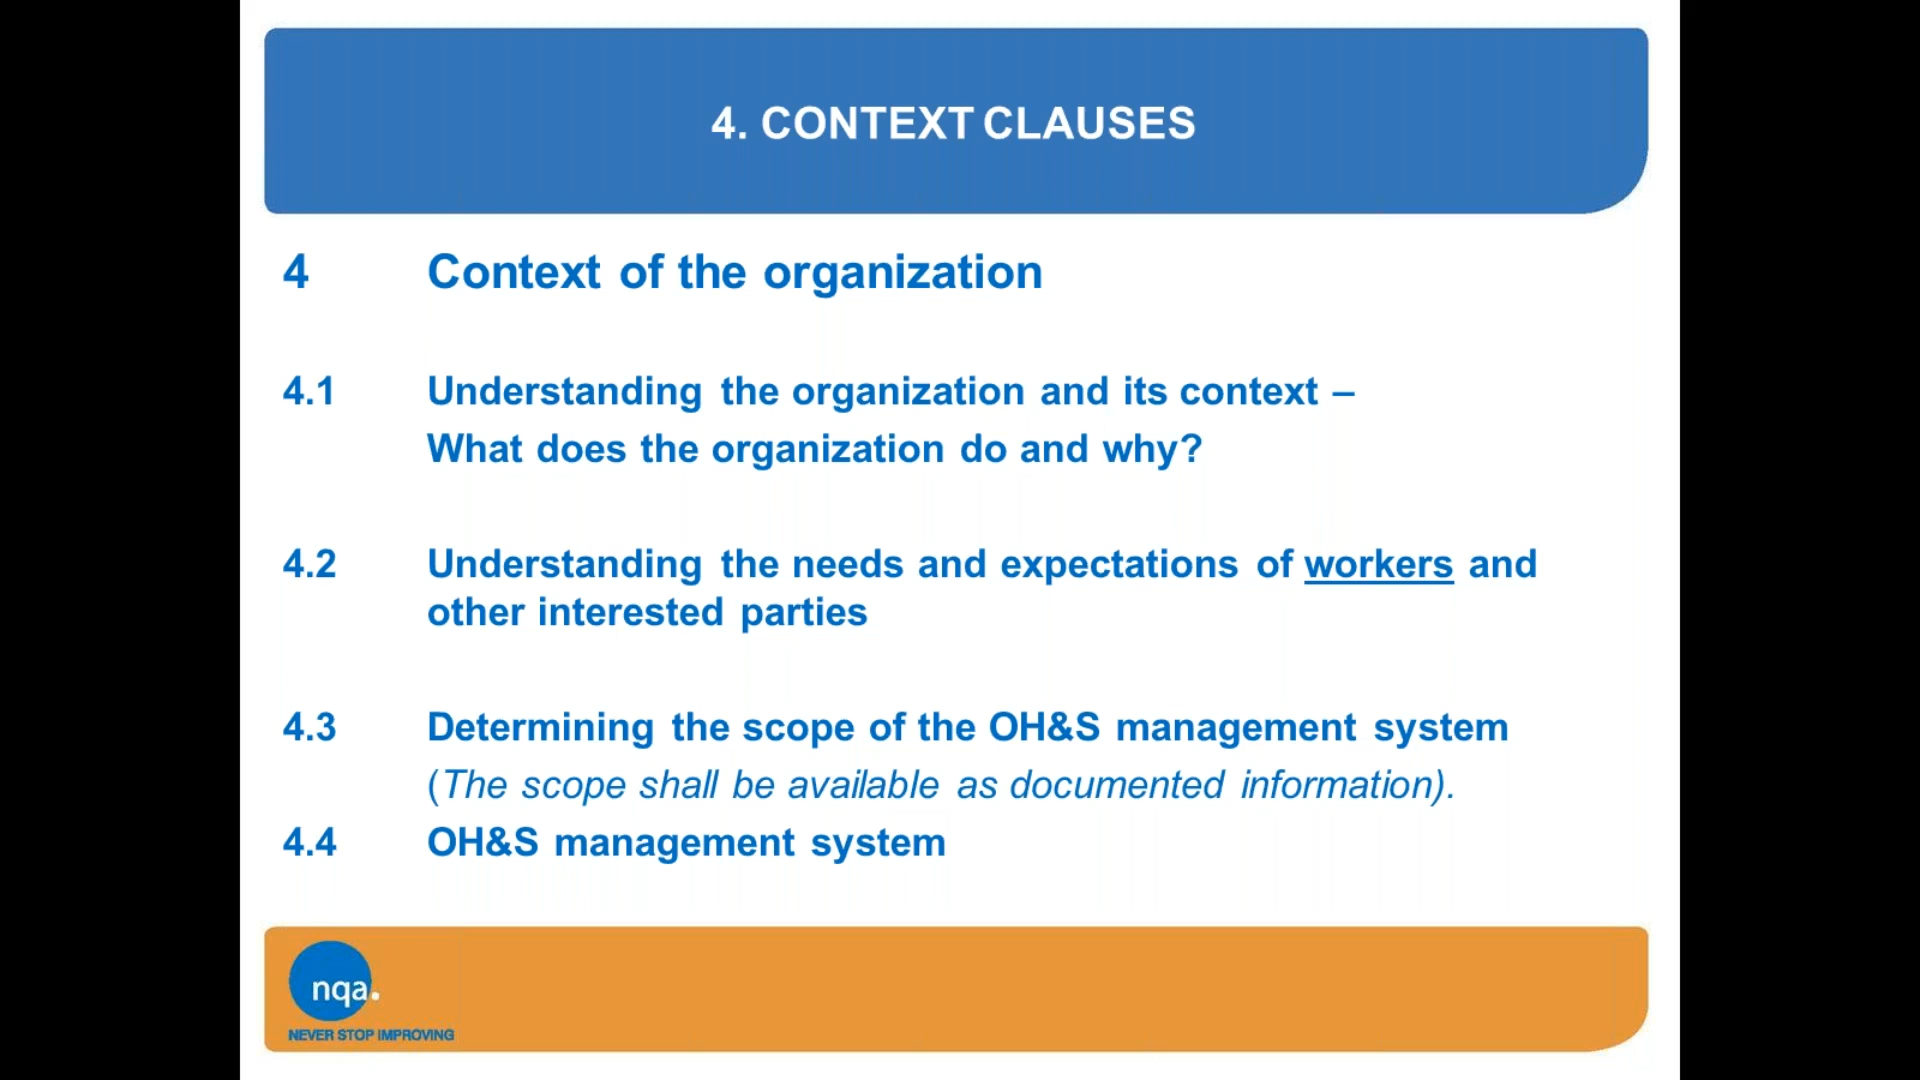 4. CONTEXT CLAUSES
4 Context of the organization
4.1 Understanding the organization and its context –
What does the organization do and why?
4.2 Understanding the needs and expectations of workers and
other interested parties
4.3 Determining the scope of the OH&S management system
(The scope shall be available as documented information).
4.4 OH&S management system
nqa.
NEVER STOP IMPROVING